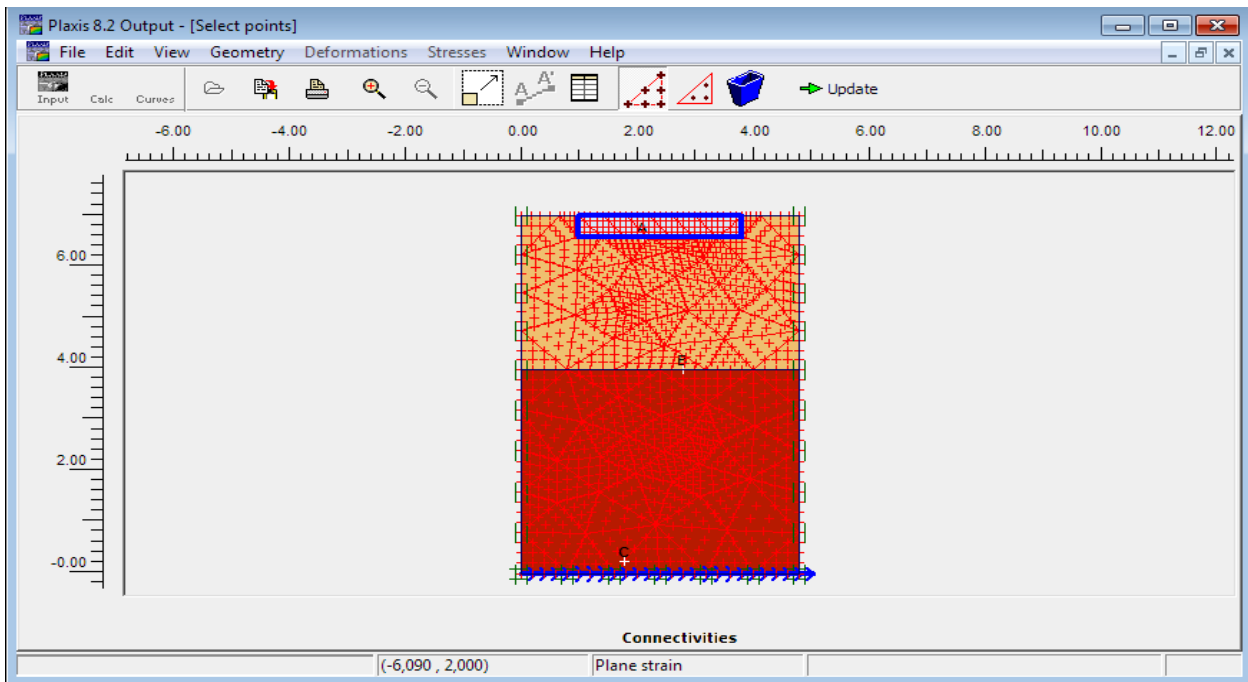 Plaxis 8.2 Output - [Select points]
File Edit View Geometry Deformations Stresses Window Help
Input Calc Curves A A' Update
-6.00 -4.00 -2.00 0.00 2.00 4.00 6.00 8.00 10.00 12.00
A
6.00
4.00
B
2.00
C
-0.00
Connectivities
(-6,090 , 2,000) Plane strain